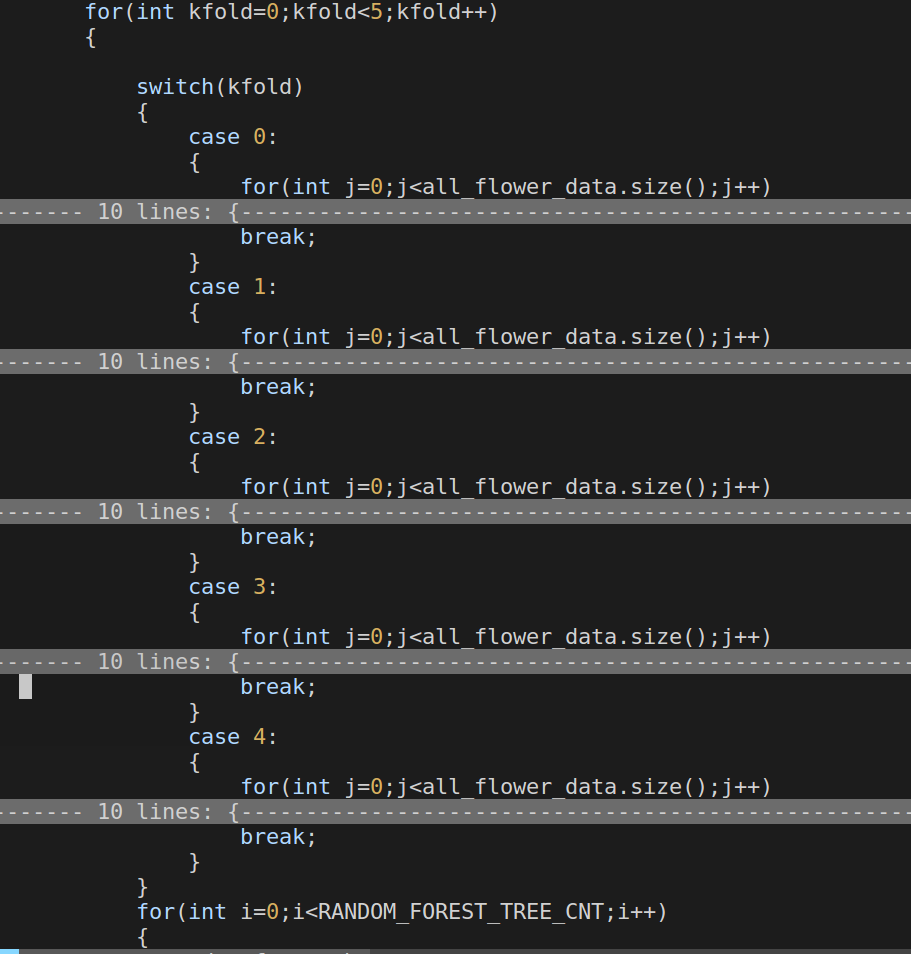 for(int kfold=0;kfold<5;kfold++)
{
switch(kfold)
{
case 0:
{
for(int j=0;j<all_flower_data.size();j++)
------- 10 lines: {----------------------------------------------------
break;
}
case 1:
{
for(int j=0;j<all_flower_data.size();j++)
------- 10 lines: {----------------------------------------------------
break;
}
case 2:
{
for(int j=0;j<all_flower_data.size();j++)
------- 10 lines: {----------------------------------------------------
break;
}
case 3:
{
for(int j=0;j<all_flower_data.size();j++)
------- 10 lines: {----------------------------------------------------
break;
}
case 4:
{
for(int j=0;j<all_flower_data.size();j++)
------- 10 lines: {----------------------------------------------------
break;
}
}
for(int i=0;i<RANDOM_FOREST_TREE_CNT;i++)
{